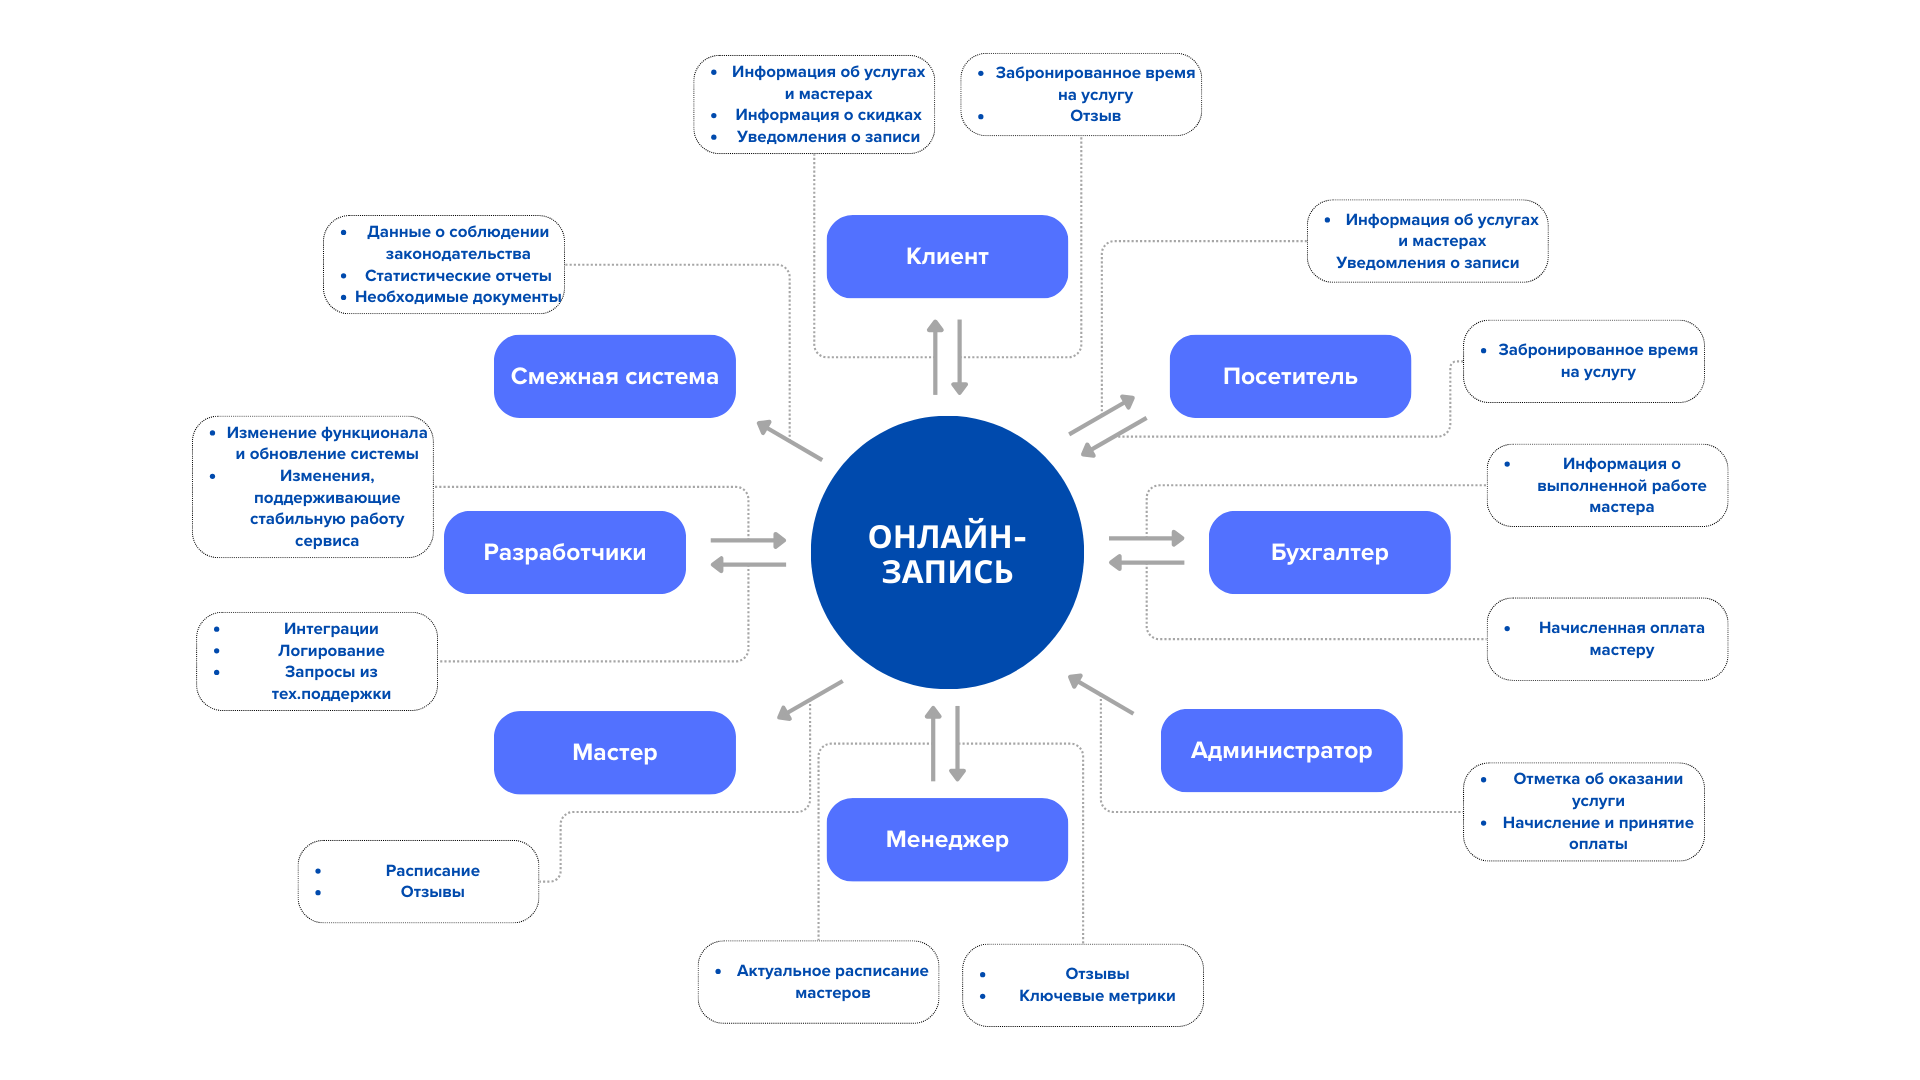 • Информация об услугах
и мастерах
• Информация о скидках
• Уведомления о записи
• Забронированное время
на услугу
• Отзыв
• Данные о соблюдении
законодательства
• Статистические отчеты
• Необходимые документы
Клиент
• Информация об услугах
и мастерах
Уведомления о записи
Смежная система
Посетитель
• Забронированное время
на услугу
• Изменение функционала
и обновление системы
• Изменения,
поддерживающие
стабильную работу
сервиса
• Информация о
выполненной работе
мастера
Разработчики
ОНЛАЙН-
ЗАПИСЬ
Бухгалтер
• Интеграции
• Логирование
• Запросы из
тех.поддержки
• Начисленная оплата
мастеру
Мастер
Администратор
Менеджер
• Отметка об оказании
услуги
• Начисление и принятие
оплаты
• Расписание
• Отзывы
• Актуальное расписание
мастеров
• Отзывы
• Ключевые метрики